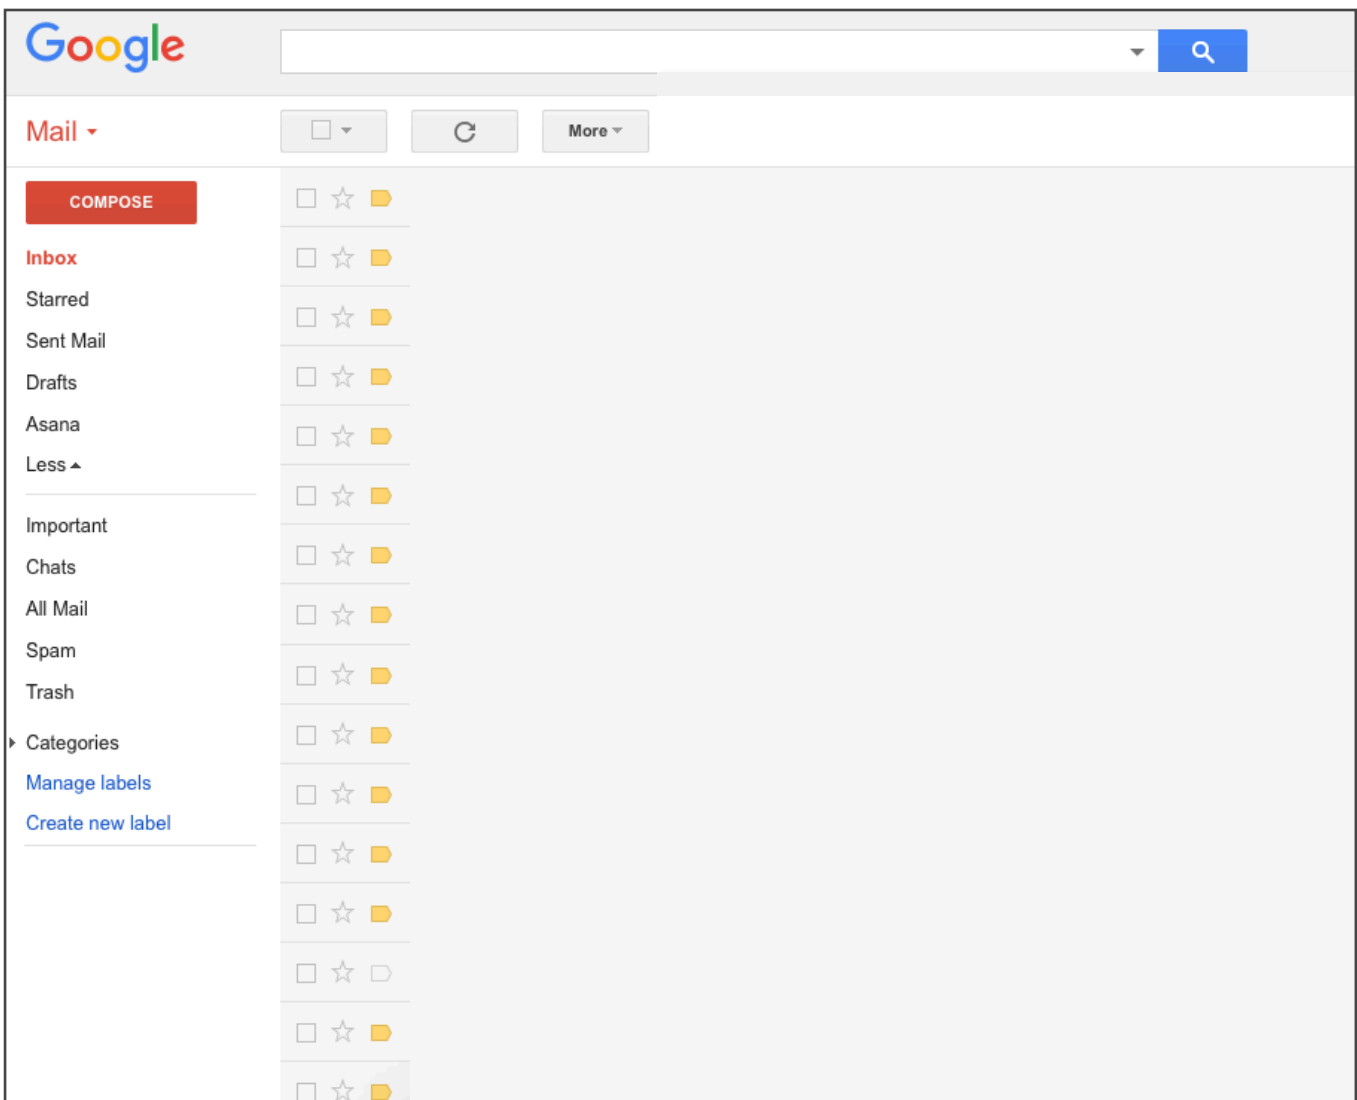 Google
Mail
More
COMPOSE
Inbox
Starred
Sent Mail
Drafts
Asana
Less
Important
Chats
All Mail
Spam
Trash
Categories
Manage labels
Create new label